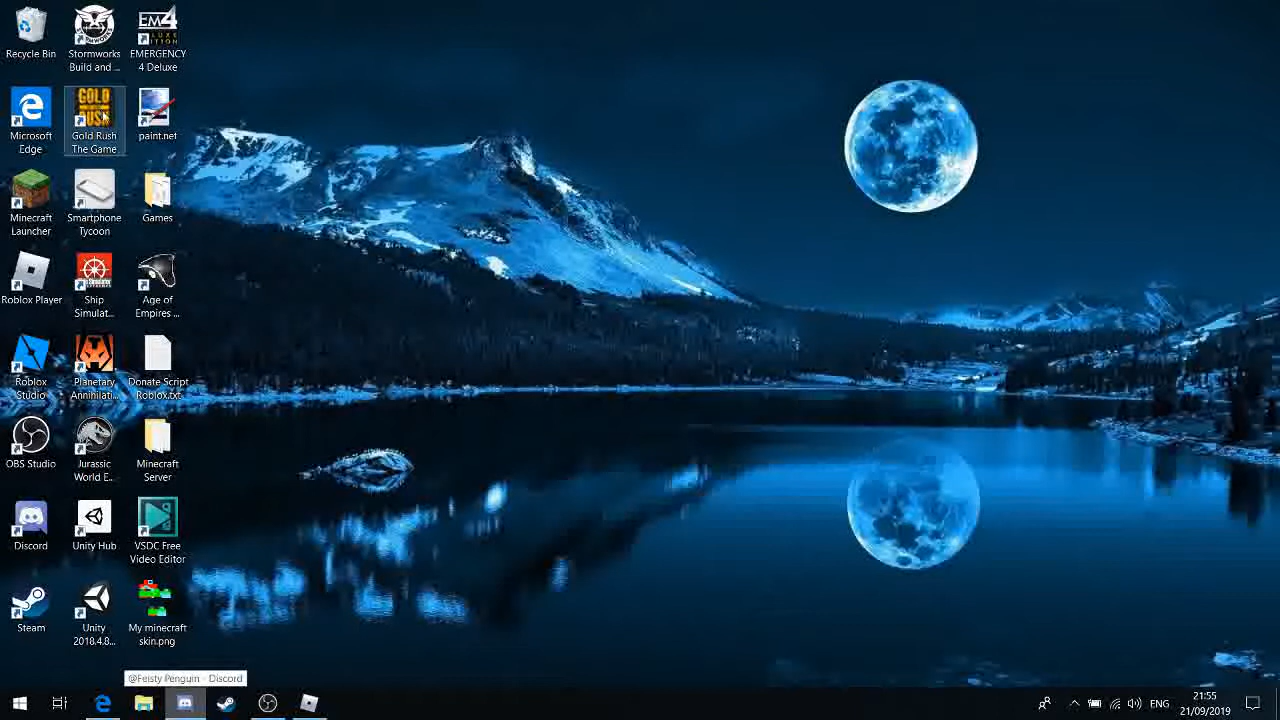 Recycle Bin
Stormworks
Build and ...
EM4
EMERGENCY
4 Deluxe
Microsoft
Edge
GOLD
RUSH
Gold Rush
The Game
paint.net
Minecraft
Launcher
Smartphone
Tycoon
Games
Roblox Player
Ship
Simulat...
Age of
Empires ...
Roblox
Studio
Planetary
Annihilati...
Donate Script
Roblox.txt
OBS Studio
Jurassic
World E...
Minecraft
Server
Discord
Unity Hub
VSDC Free
Video Editor
Steam
Unity
2018.4.8...
My minecraft
skin.png
@Feisty Penguin - Discord
ENG
21:55
21/09/2019